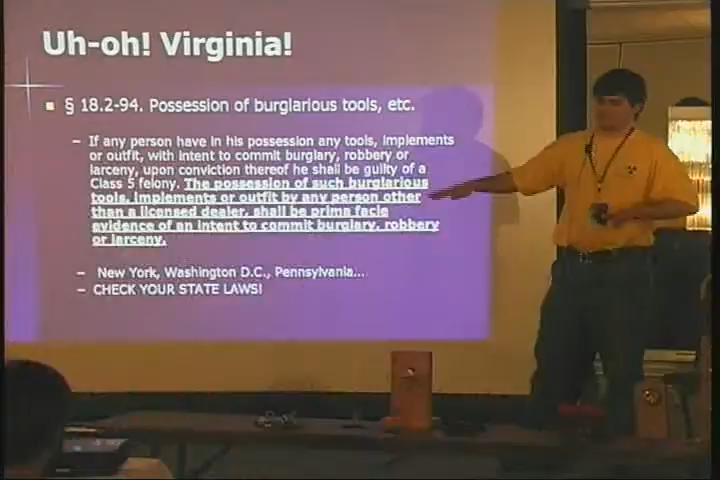 Uh-oh! Virginia!
§ 18.2-94. Possession of burglarious tools, etc.
– If any person have in his possession any tools, implements
or outfit, with intent to commit burglary, robbery or
larceny, upon conviction thereof he shall be guilty of a
Class 5 felony. The possession of such burglarious
tools, implements or outfit by any person other
than a licensed dealer, shall be prima facie
evidence of an intent to commit burglary, robbery
or larceny.
– New York, Washington D.C., Pennsylvania...
– CHECK YOUR STATE LAWS!